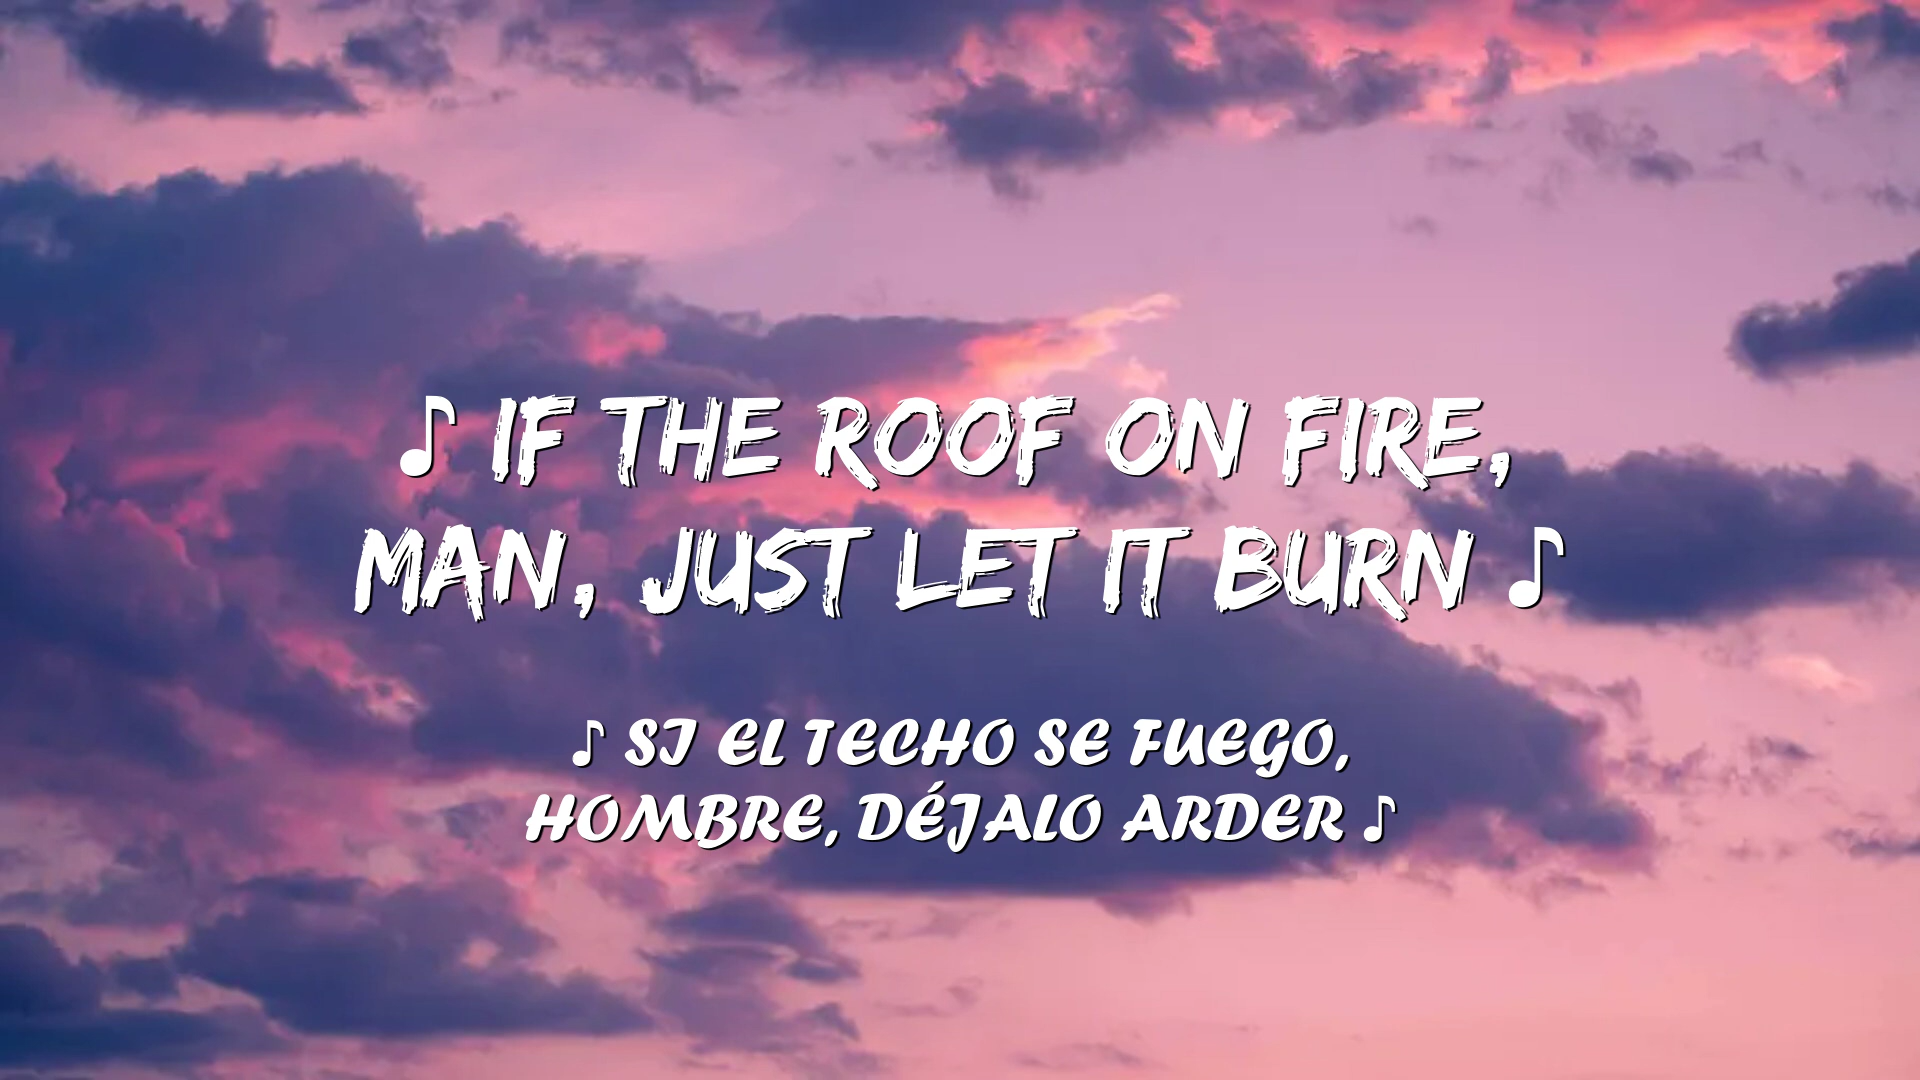 ♪ IF THE ROOF ON FIRE,
MAN, JUST LET IT BURN ♪
♪ SI EL TECHO SE FUEGO,
HOMBRE, DÉJALO ARDER ♪